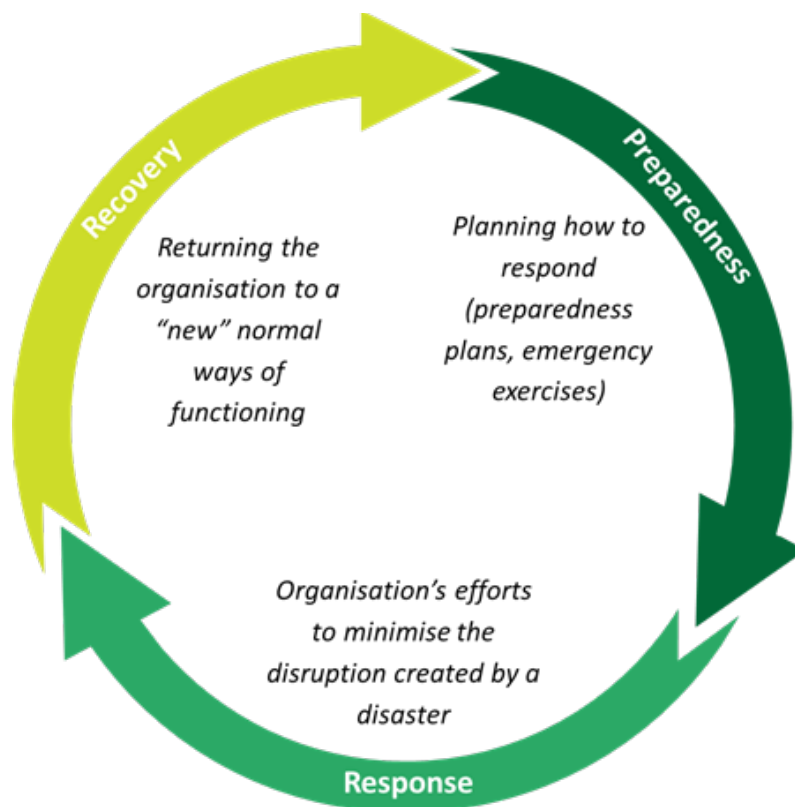 Recovery
Returning the
organisation to a
“new” normal
ways of
functioning
Preparedness
Planning how to
respond
(preparedness
plans, emergency
exercises)
Organisation’s efforts
to minimise the
disruption created by a
disaster
Response